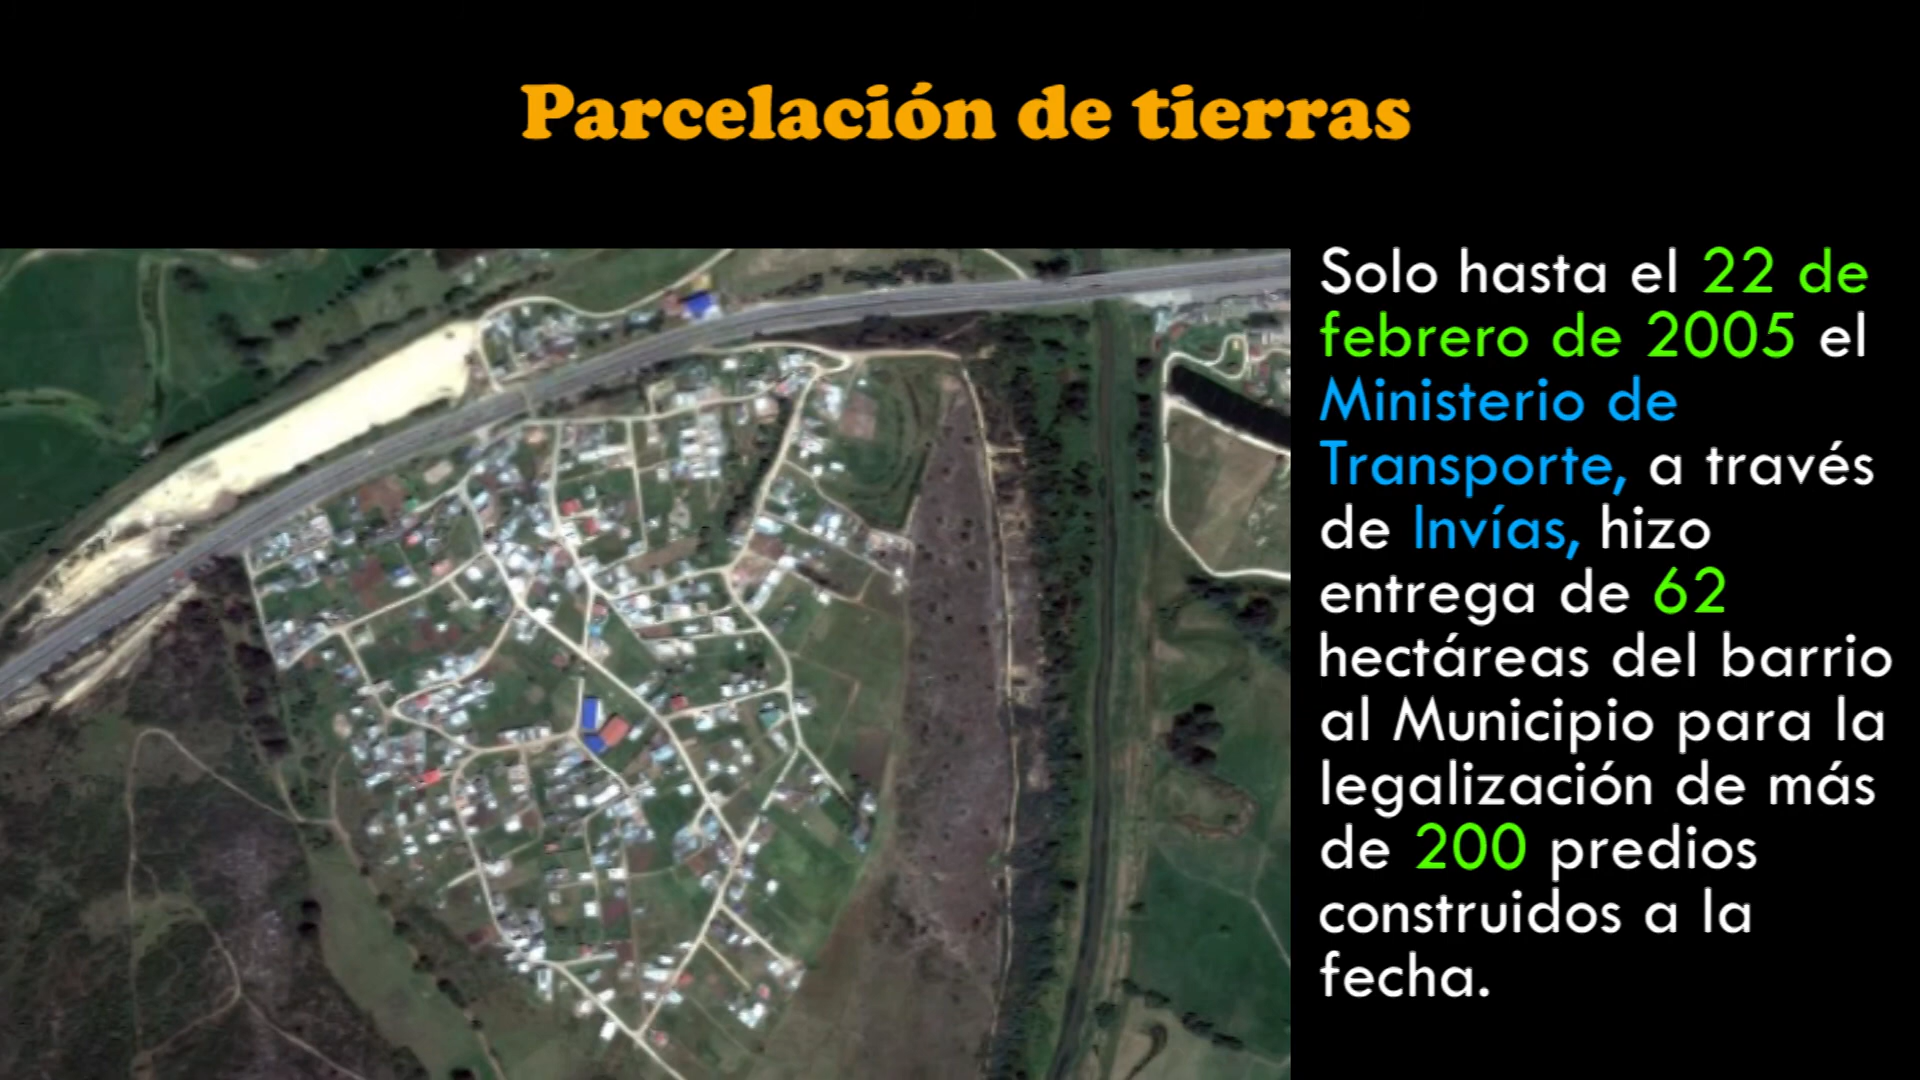 Parcelación de tierras
Solo hasta el 22 de
febrero de 2005 el
Ministerio de
Transporte, a través
de Invías, hizo
entrega de 62
hectáreas del barrio
al Municipio para la
legalización de más
de 200 predios
construidos a la
fecha.